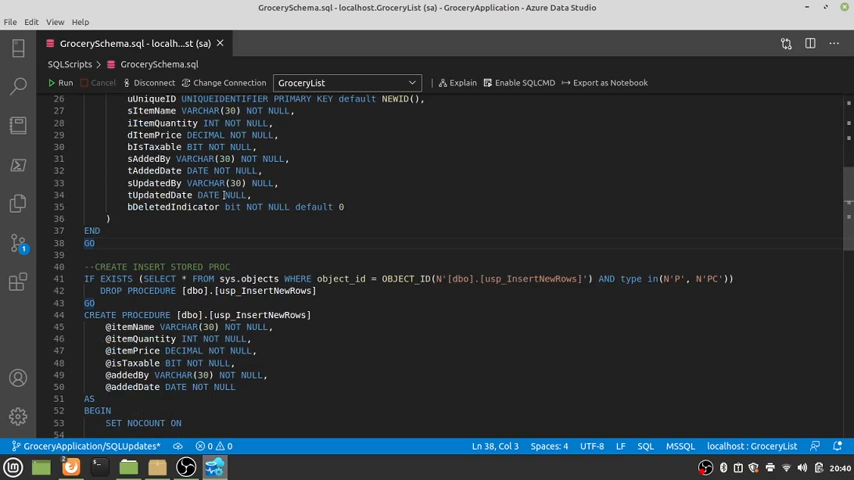 GrocerySchema.sql - localhost.GroceryList (sa) - GroceryApplication - Azure Data Studio
File Edit View Help
GrocerySchema.sql - localh...st (sa)
SQLScripts > GrocerySchema.sql
Run Cancel Disconnect Change Connection GroceryList Explain Enable SQLCMD Export as Notebook
26 uUniqueID UNIQUEIDENTIFIER PRIMARY KEY default NEWID(),
27 sItemName VARCHAR(30) NOT NULL,
28 iItemQuantity INT NOT NULL,
29 dItemPrice DECIMAL NOT NULL,
30 bIsTaxable BIT NOT NULL,
31 sAddedBy VARCHAR(30) NOT NULL,
32 tAddedDate DATE NOT NULL,
33 sUpdatedBy VARCHAR(30) NULL,
34 tUpdatedDate DATE NULL,
35 bDeletedIndicator bit NOT NULL default 0
36 )
37 END
38 GO
39
40 --CREATE INSERT STORED PROC
41 IF EXISTS (SELECT * FROM sys.objects WHERE object_id = OBJECT_ID(N'[dbo].[usp_InsertNewRows]') AND type in(N'P', N'PC'))
42 DROP PROCEDURE [dbo].[usp_InsertNewRows]
43 GO
44 CREATE PROCEDURE [dbo].[usp_InsertNewRows]
45 @itemName VARCHAR(30) NOT NULL,
46 @itemQuantity INT NOT NULL,
47 @itemPrice DECIMAL NOT NULL,
48 @isTaxable BIT NOT NULL,
49 @addedBy VARCHAR(30) NOT NULL,
50 @addedDate DATE NOT NULL
51 AS
52 BEGIN
53 SET NOCOUNT ON
54
1
GroceryApplication/SQLUpdates* 0 0 Ln 38, Col 3 Spaces: 4 UTF-8 LF SQL MSSQL localhost : GroceryList
2
20:40